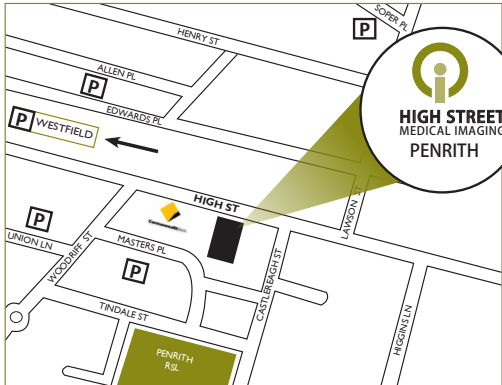 SOPER PL
P
HENRY ST
ALLEN PL
P
EDWARDS PL
P WESTFIELD
HIGH STREET
MEDICAL IMAGING
PENRITH
HIGH ST
LAWSON ST
CommonwealthBank
P
UNION LN
WOODRIFF ST
MASTERS PL
P
CASTLEREAGH ST
HIGGINS LN
TINDALE ST
PENRITH
RSL